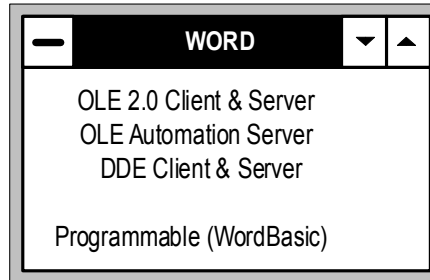 WORD
OLE 2.0 Client & Server
OLE Automation Server
DDE Client & Server
Programmable (WordBasic)